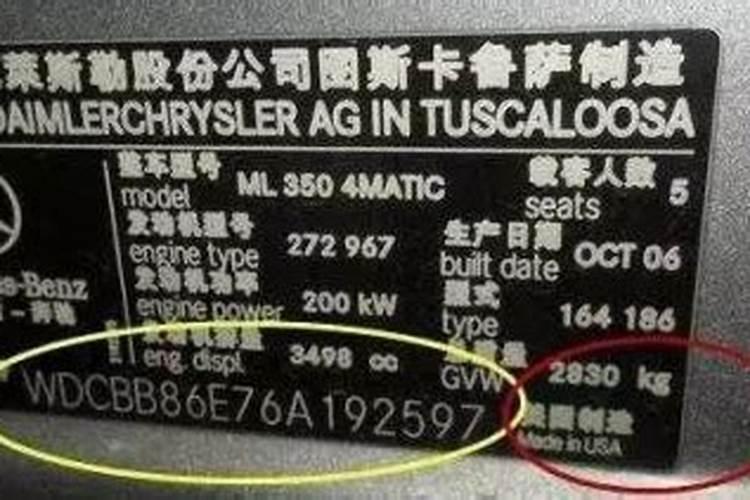 莱斯勒股份公司图斯卡鲁萨制造
DAIMLERCHRYSLER AG IN TUSCALOOSA
整车型号
model ML 350 4MATIC
乘客人数
seats 5
发动机型号
engine type 272 967
生产日期
built date OCT 06
发动机功率
engine power 200 kW
型式
type 164 186
发动机
eng. displ. 3498 cc
GVW 2830 kg
s-Benz
WDCBB86E76A192597
美国制造
Made in USA